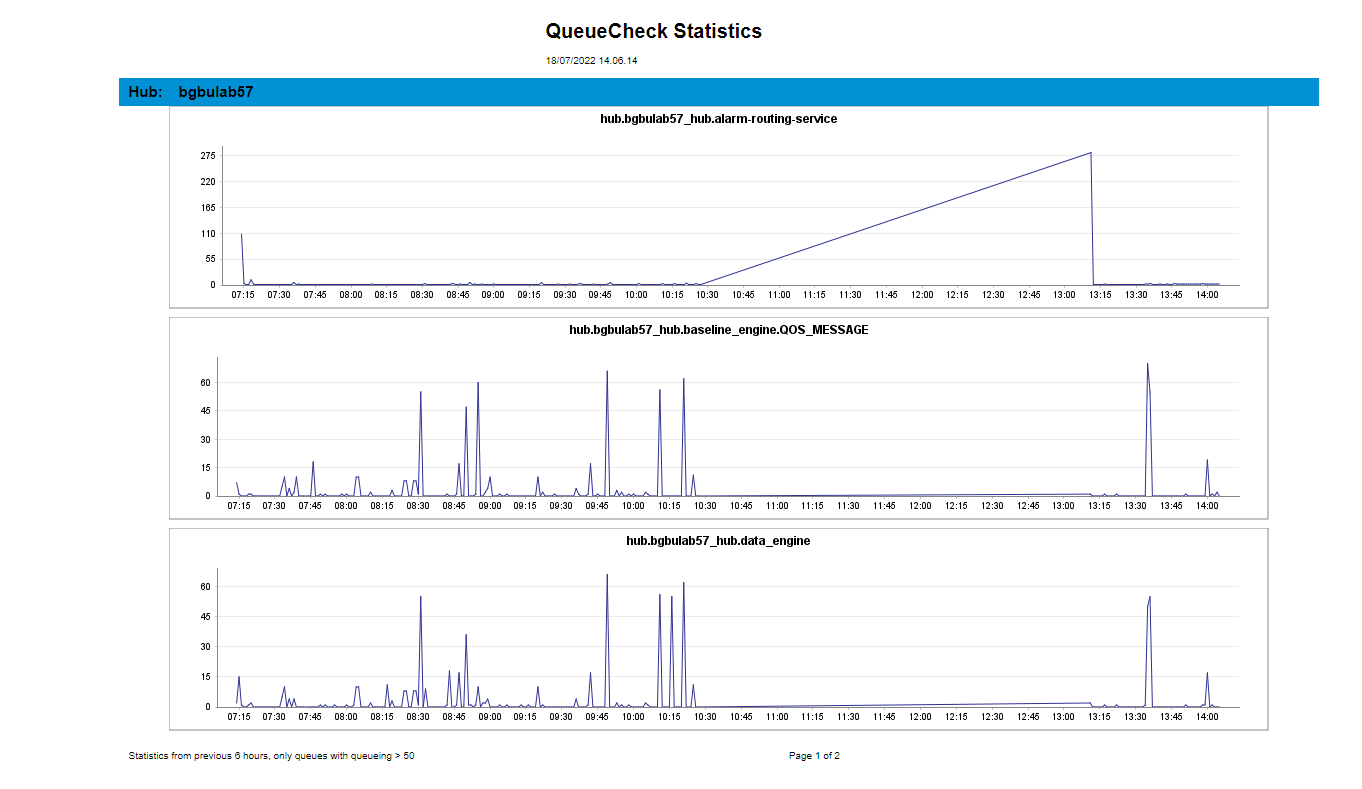 QueueCheck Statistics
18/07/2022 14.06.14
Hub: bgbulab57
hub.bgbulab57_hub.alarm-routing-service
275
220
165
110
55
0
07:15 07:30 07:45 08:00 08:15 08:30 08:45 09:00 09:15 09:30 09:45 10:00 10:15 10:30 10:45 11:00 11:15 11:30 11:45 12:00 12:15 12:30 12:45 13:00 13:15 13:30 13:45 14:00
hub.bgbulab57_hub.baseline_engine.QOS_MESSAGE
60
45
30
15
0
07:15 07:30 07:45 08:00 08:15 08:30 08:45 09:00 09:15 09:30 09:45 10:00 10:15 10:30 10:45 11:00 11:15 11:30 11:45 12:00 12:15 12:30 12:45 13:00 13:15 13:30 13:45 14:00
hub.bgbulab57_hub.data_engine
60
45
30
15
0
07:15 07:30 07:45 08:00 08:15 08:30 08:45 09:00 09:15 09:30 09:45 10:00 10:15 10:30 10:45 11:00 11:15 11:30 11:45 12:00 12:15 12:30 12:45 13:00 13:15 13:30 13:45 14:00
Statistics from previous 6 hours, only queues with queueing > 50 Page 1 of 2